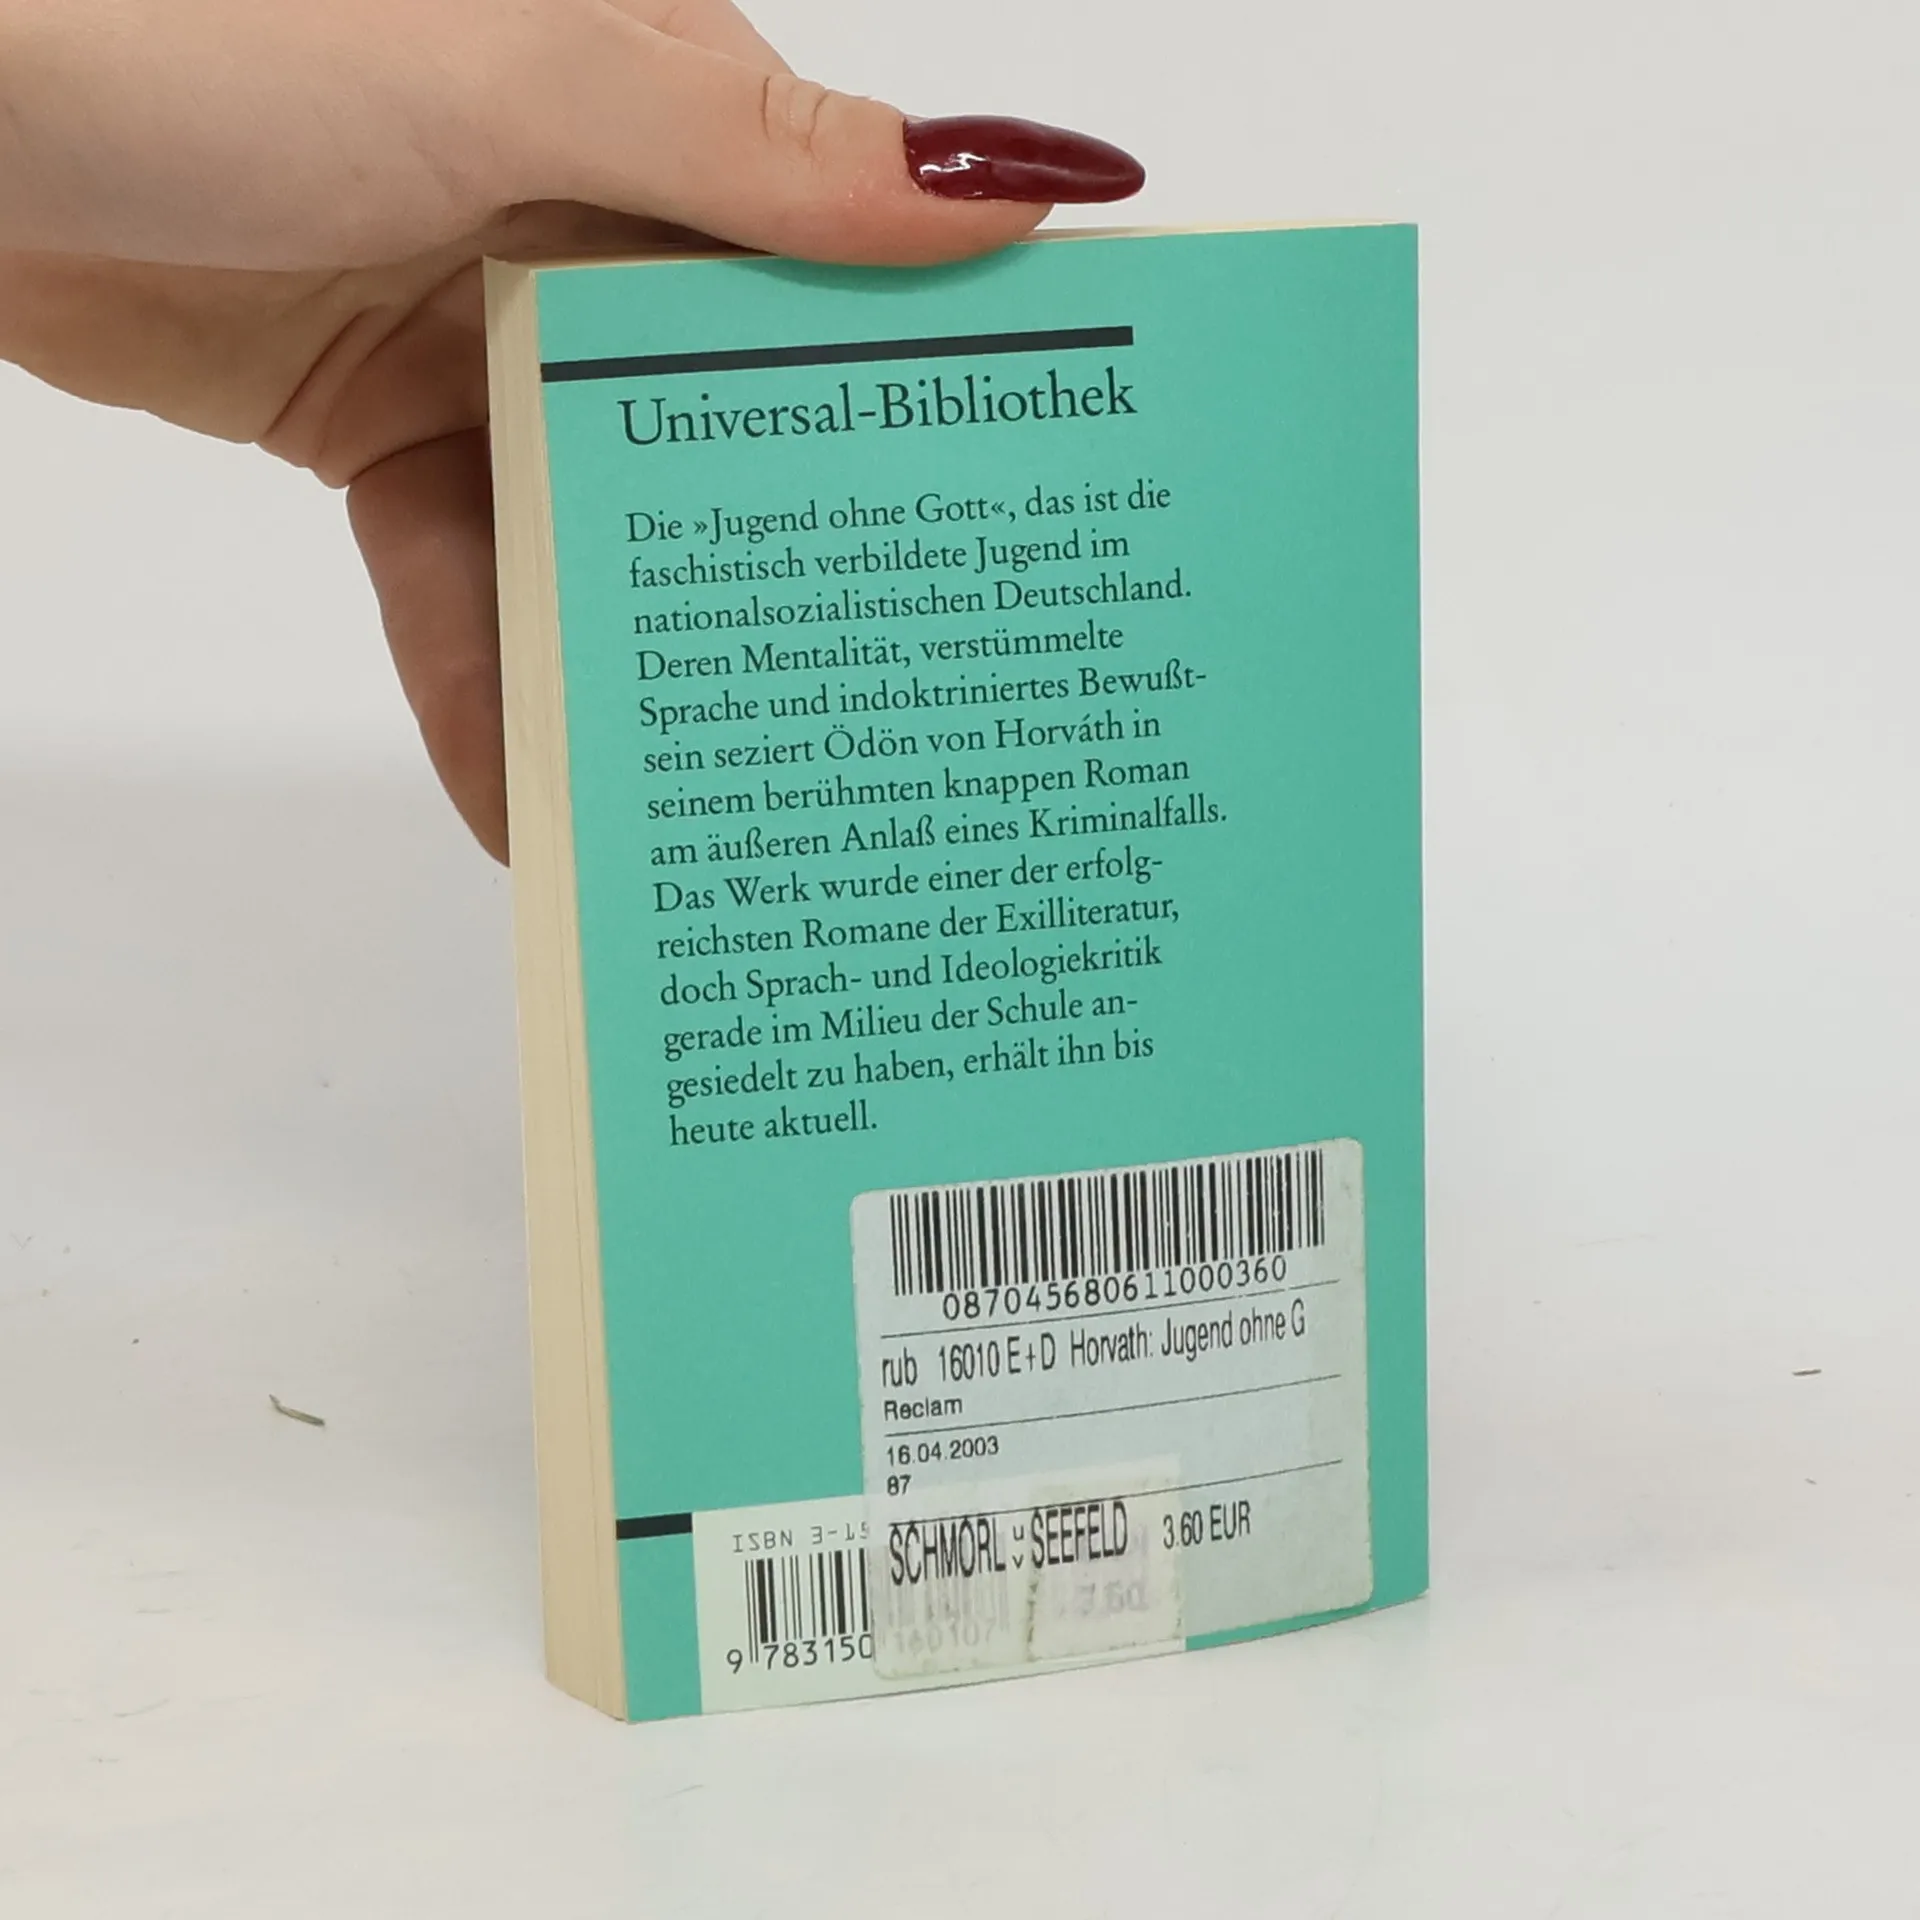 Universal-Bibliothek
Die »Jugend ohne Gott«, das ist die
faschistisch verbildete Jugend im
nationalsozialistischen Deutschland.
Deren Mentalität, verstümmelte
Sprache und indoktriniertes Bewußt-
sein seziert Ödön von Horváth in
seinem berühmten knappen Roman
am äußeren Anlaß eines Kriminalfalls.
Das Werk wurde einer der erfolg-
reichsten Romane der Exilliteratur,
doch Sprach- und Ideologiekritik
gerade im Milieu der Schule an-
gesiedelt zu haben, erhält ihn bis
heute aktuell.
087045680611000360
rub 16010 E+D Horvath: Jugend ohne G
Reclam
16.04.2003
87
SCHMORL u v SEEFELD 3.60 EUR
ISBN 3-15
9 783150 160107